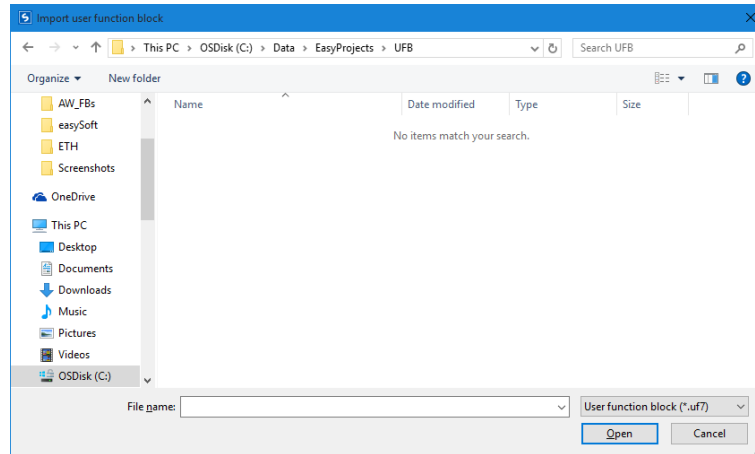 Import user function block
This PC > OSDisk (C:) > Data > EasyProjects > UFB
Search UFB
Organize
New folder
Name
Date modified
Type
Size
No items match your search.
AW_FBs
easySoft
ETH
Screenshots
OneDrive
This PC
Desktop
Documents
Downloads
Music
Pictures
Videos
OSDisk (C:)
File name:
User function block (*.uf7)
Open
Cancel